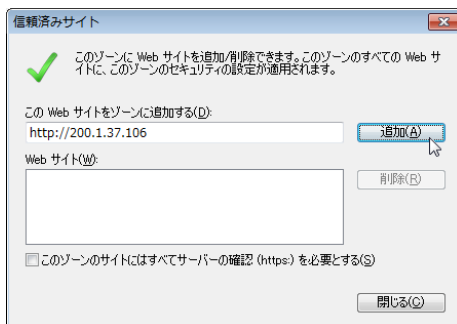 信頼済みサイト
このゾーンに Web サイトを追加/削除できます。このゾーンのすべての Web サ
イトに、このゾーンのセキュリティの設定が適用されます。
この Web サイトをゾーンに追加する(D):
http://200.1.37.106
追加(A)
Web サイト(W):
削除(R)
このゾーンのサイトにはすべてサーバーの確認 (https:) を必要とする(S)
閉じる(C)